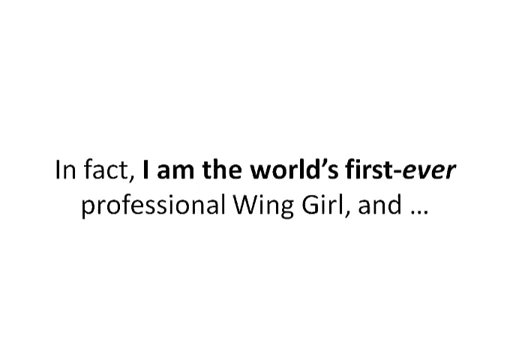 In fact, I am the world’s first-ever
professional Wing Girl, and …